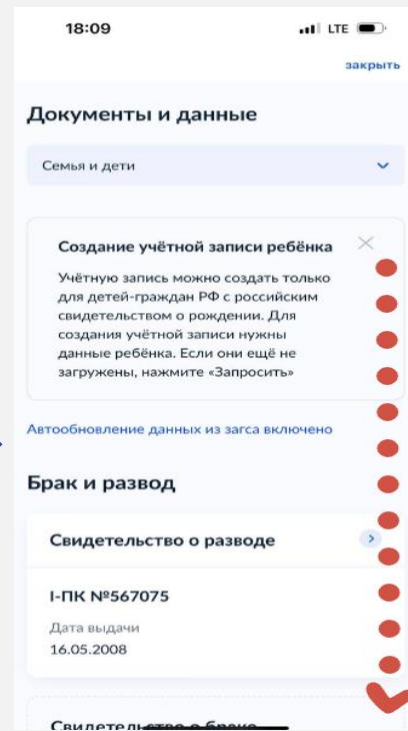 18:09
LTE
закрыть
Документы и данные
Семья и дети
Создание учётной записи ребёнка
Учётную запись можно создать только
для детей-граждан РФ с российским
свидетельством о рождении. Для
создания учётной записи нужны
данные ребёнка. Если они ещё не
загружены, нажмите «Запросить»
Автообновление данных из загса включено
Брак и развод
Свидетельство о разводе
I-ПК №567075
Дата выдачи
16.05.2008
Свидетельство о браке